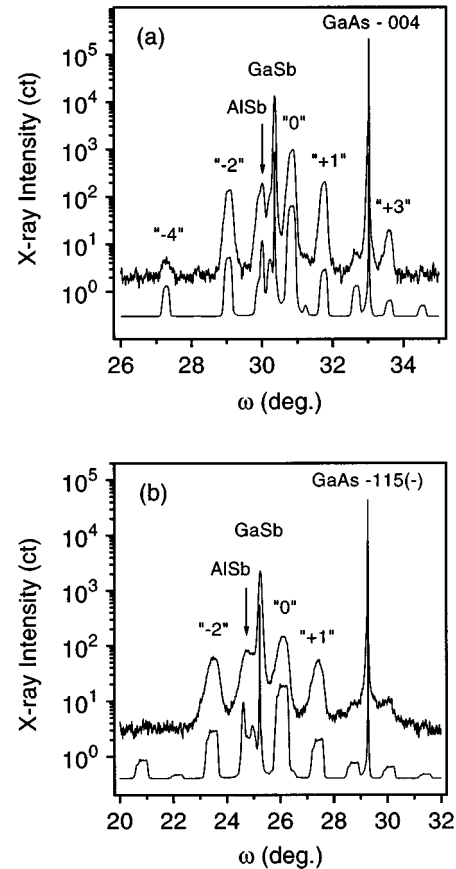 (a)
GaAs - 004
GaSb
AlSb
"0"
"-2"
"+1"
"-4"
"+3"
X-ray Intensity (ct)
10⁵
10⁴
10³
10²
10¹
10⁰
26 28 30 32 34
ω (deg.)
(b)
GaAs -115(-)
GaSb
AlSb
"-2"
"0"
"+1"
X-ray Intensity (ct)
10⁵
10⁴
10³
10²
10¹
10⁰
20 22 24 26 28 30 32
ω (deg.)